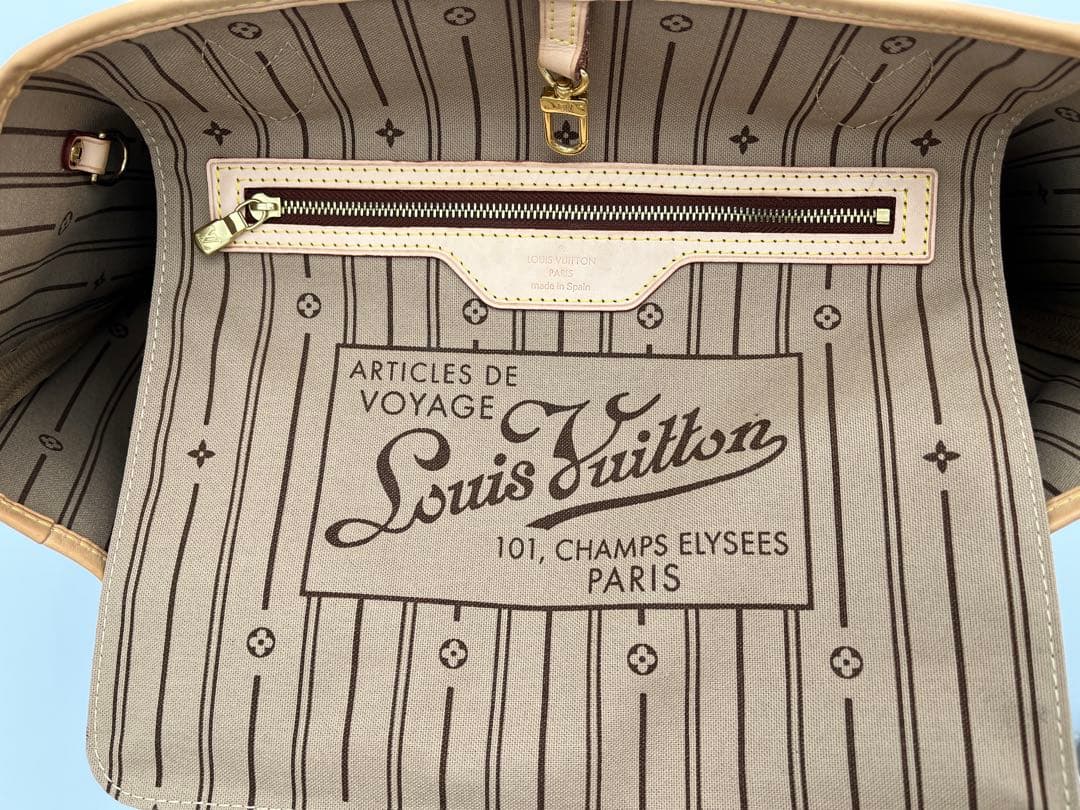 LOUIS VUITTON
PARIS
made in Spain
ARTICLES DE
VOYAGE
Louis Vuitton
101, CHAMPS ELYSEES
PARIS